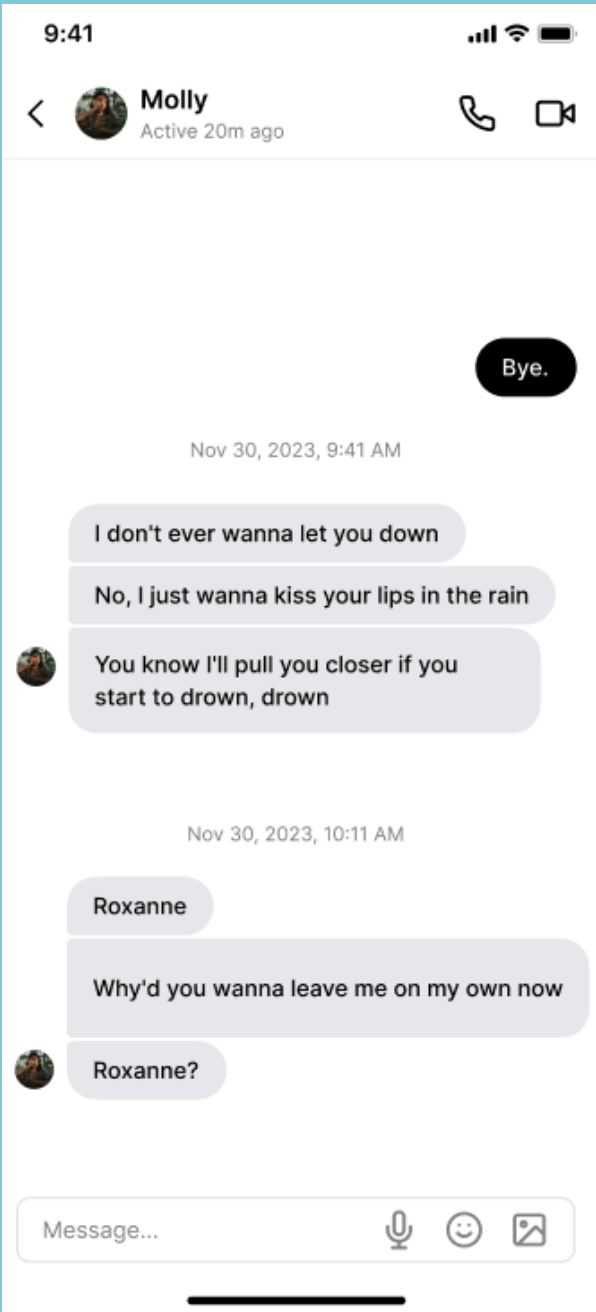 9:41
Molly
Active 20m ago
Bye.
Nov 30, 2023, 9:41 AM
I don't ever wanna let you down
No, I just wanna kiss your lips in the rain
You know I'll pull you closer if you
start to drown, drown
Nov 30, 2023, 10:11 AM
Roxanne
Why'd you wanna leave me on my own now
Roxanne?
Message...